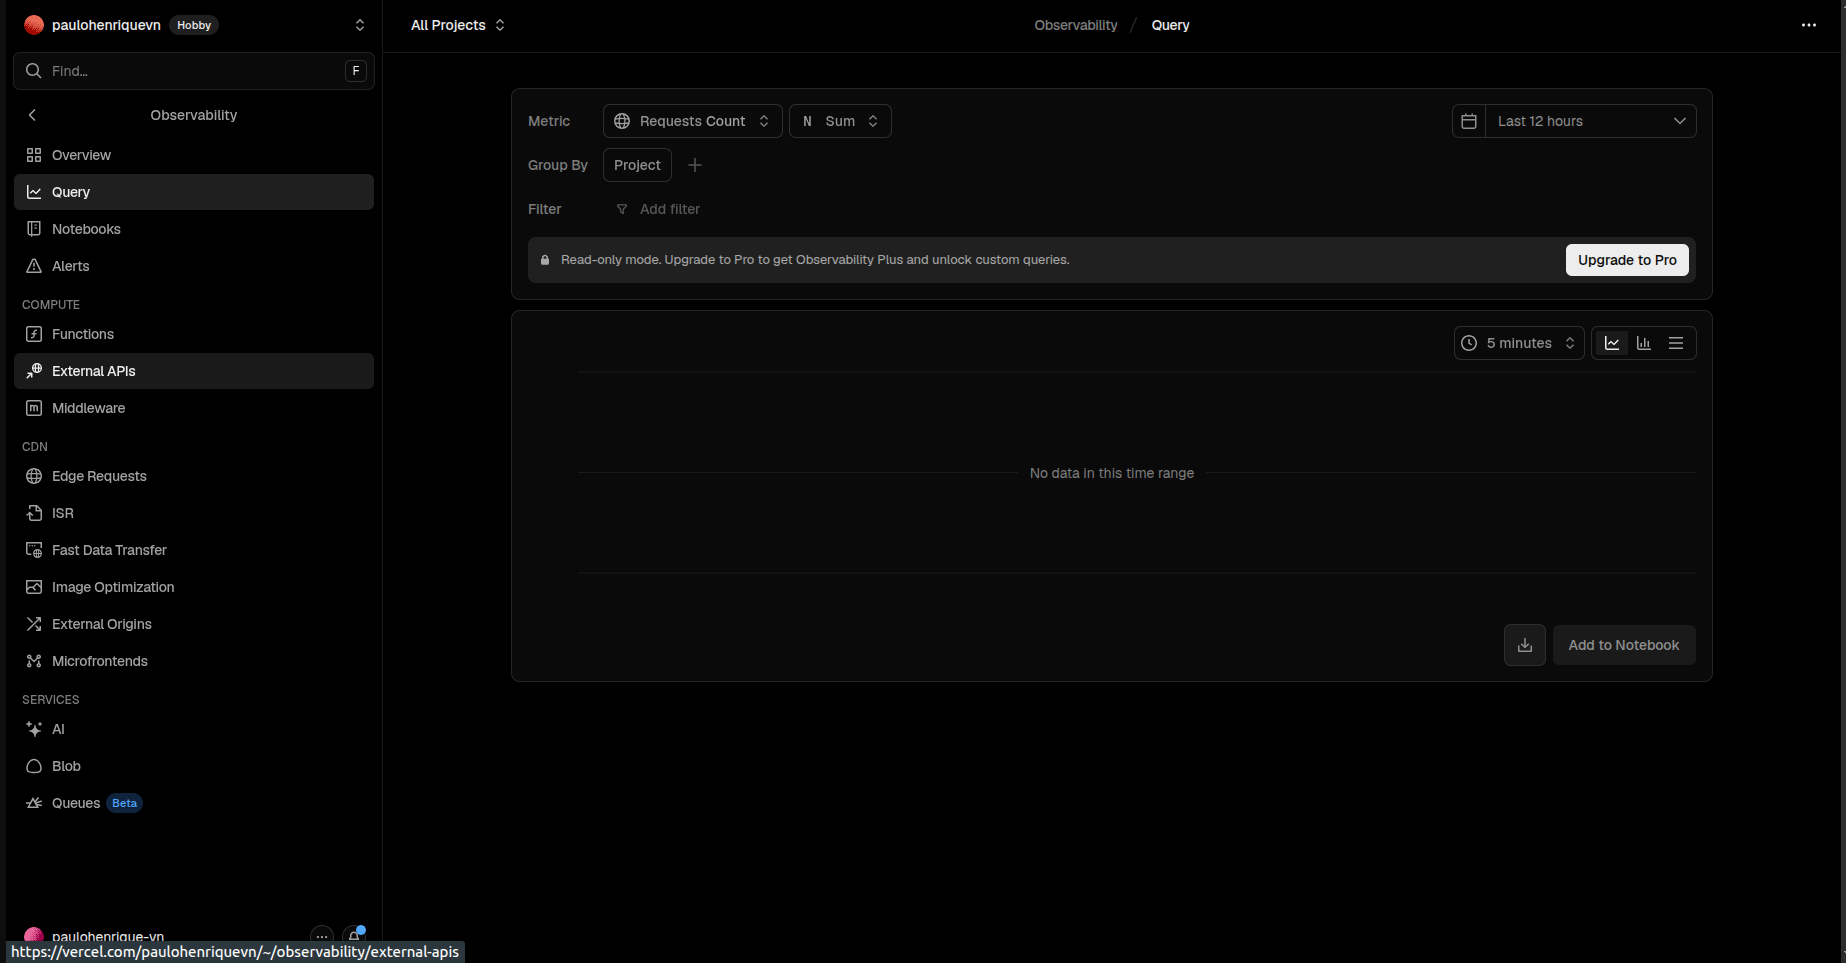 paulohenriquevn Hobby
Find... F
Observability
Overview
Query
Notebooks
Alerts
COMPUTE
Functions
External APIs
Middleware
CDN
Edge Requests
ISR
Fast Data Transfer
Image Optimization
External Origins
Microfrontends
SERVICES
AI
Blob
Queues Beta
paulohenrique-vn
https://vercel.com/paulohenriquevn/~/observability/external-apis
All Projects
Observability / Query
Metric Requests Count N Sum Last 12 hours
Group By Project
Filter Add filter
Read-only mode. Upgrade to Pro to get Observability Plus and unlock custom queries. Upgrade to Pro
5 minutes
No data in this time range
Add to Notebook